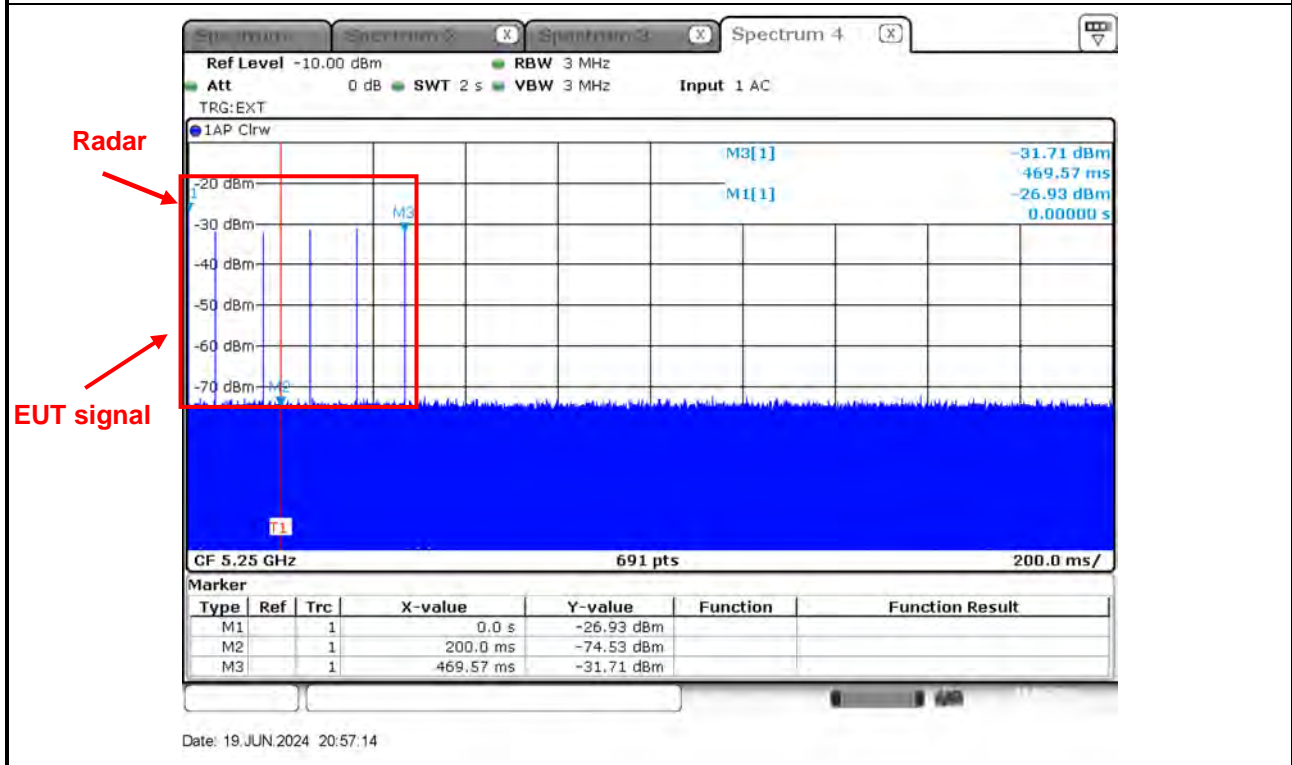 Spectrum 4
Ref Level -10.00 dBm RBW 3 MHz
Att 0 dB SWT 2 s VBW 3 MHz Input 1 AC
TRG:EXT
1AP Clrw
Radar
M3[1] -31.71 dBm
469.57 ms
M1[1] -26.93 dBm
0.00000 s
-20 dBm
1
M3
-30 dBm
-40 dBm
-50 dBm
-60 dBm
-70 dBm
M2
EUT signal
T1
CF 5.25 GHz 691 pts 200.0 ms/
Marker
Type Ref Trc X-value Y-value Function Function Result
M1 1 0.0 s -26.93 dBm
M2 1 200.0 ms -74.53 dBm
M3 1 469.57 ms -31.71 dBm
Date: 19.JUN.2024 20:57:14